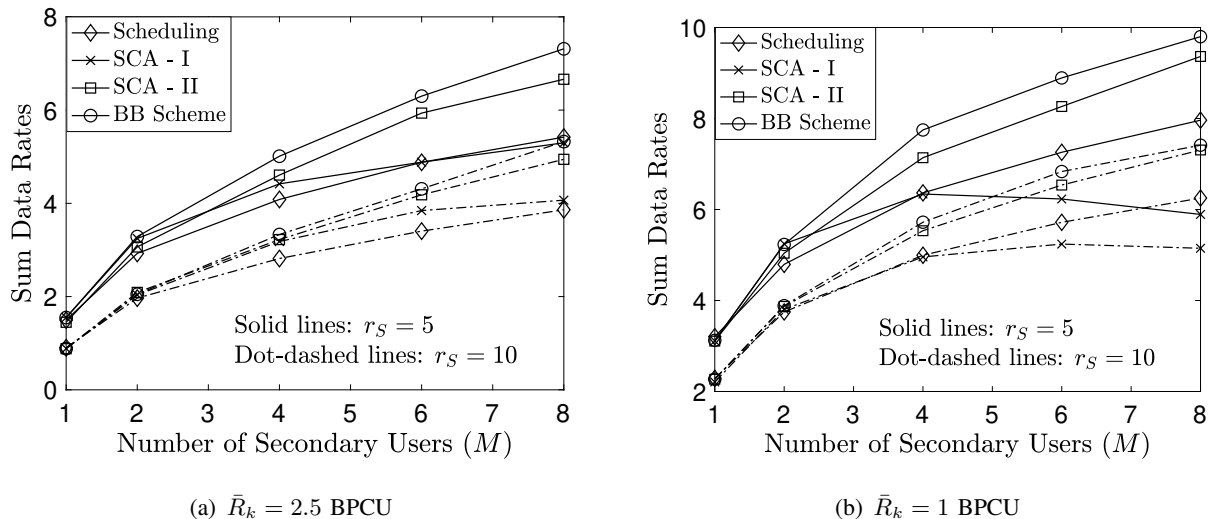 8
6
4
2
0
Sum Data Rates
Scheduling
SCA - I
SCA - II
BB Scheme
Solid lines: $r_S = 5$
Dot-dashed lines: $r_S = 10$
1 2 3 4 5 6 7 8
Number of Secondary Users ($M$)
(a) $\bar{R}_k = 2.5$ BPCU
10
8
6
4
2
Sum Data Rates
Scheduling
SCA - I
SCA - II
BB Scheme
Solid lines: $r_S = 5$
Dot-dashed lines: $r_S = 10$
1 2 3 4 5 6 7 8
Number of Secondary Users ($M$)
(b) $\bar{R}_k = 1$ BPCU